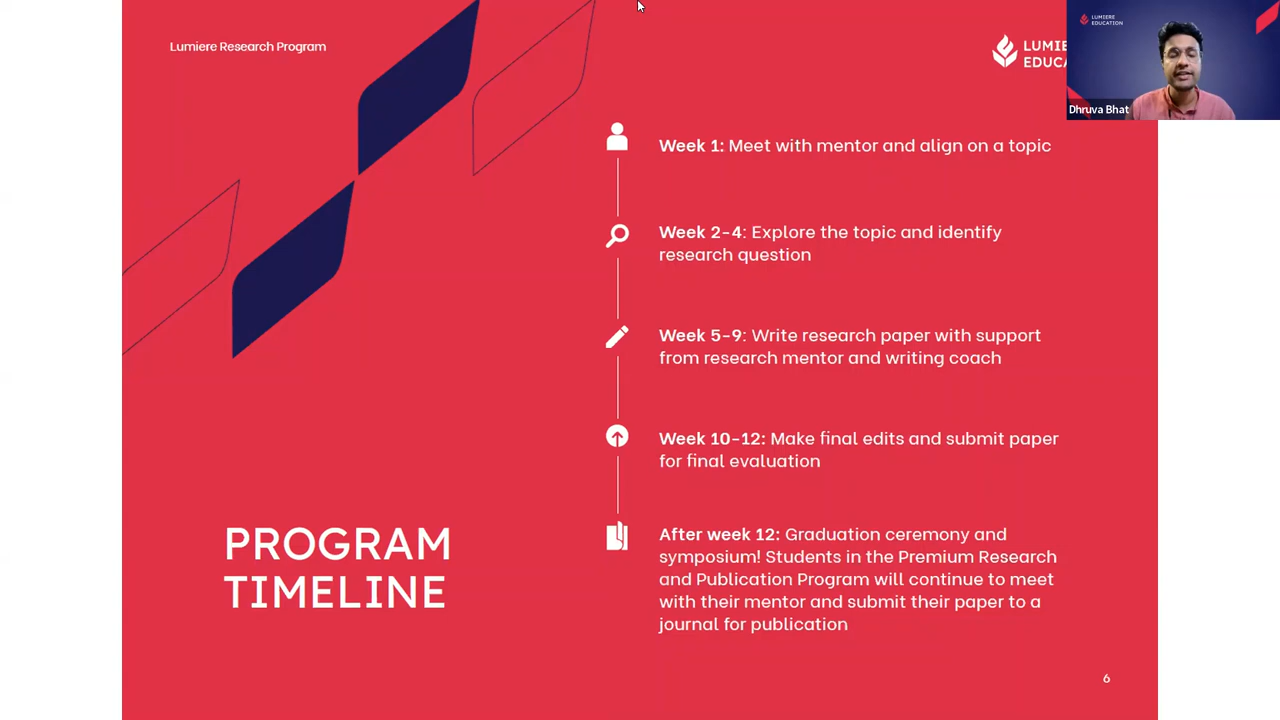 Lumiere Research Program
LUMIERE
EDUCATION
Dhruva Bhat
Week 1: Meet with mentor and align on a topic
Week 2-4: Explore the topic and identify
research question
Week 5-9: Write research paper with support
from research mentor and writing coach
Week 10-12: Make final edits and submit paper
for final evaluation
PROGRAM
TIMELINE
After week 12: Graduation ceremony and
symposium! Students in the Premium Research
and Publication Program will continue to meet
with their mentor and submit their paper to a
journal for publication
6